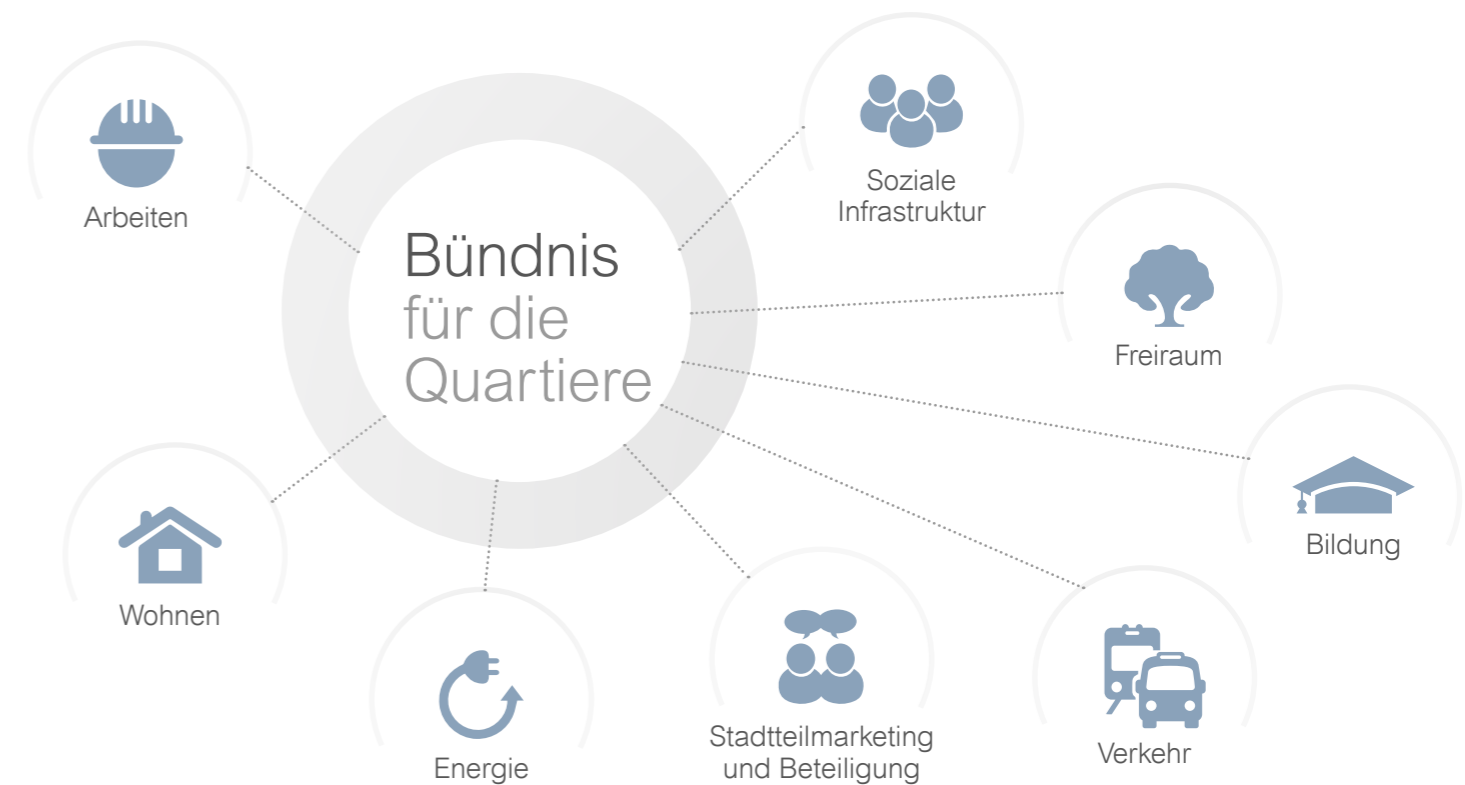 Bündnis
für die
Quartiere
Arbeiten
Soziale
Infrastruktur
Freiraum
Bildung
Verkehr
Stadtteilmarketing
und Beteiligung
Energie
Wohnen